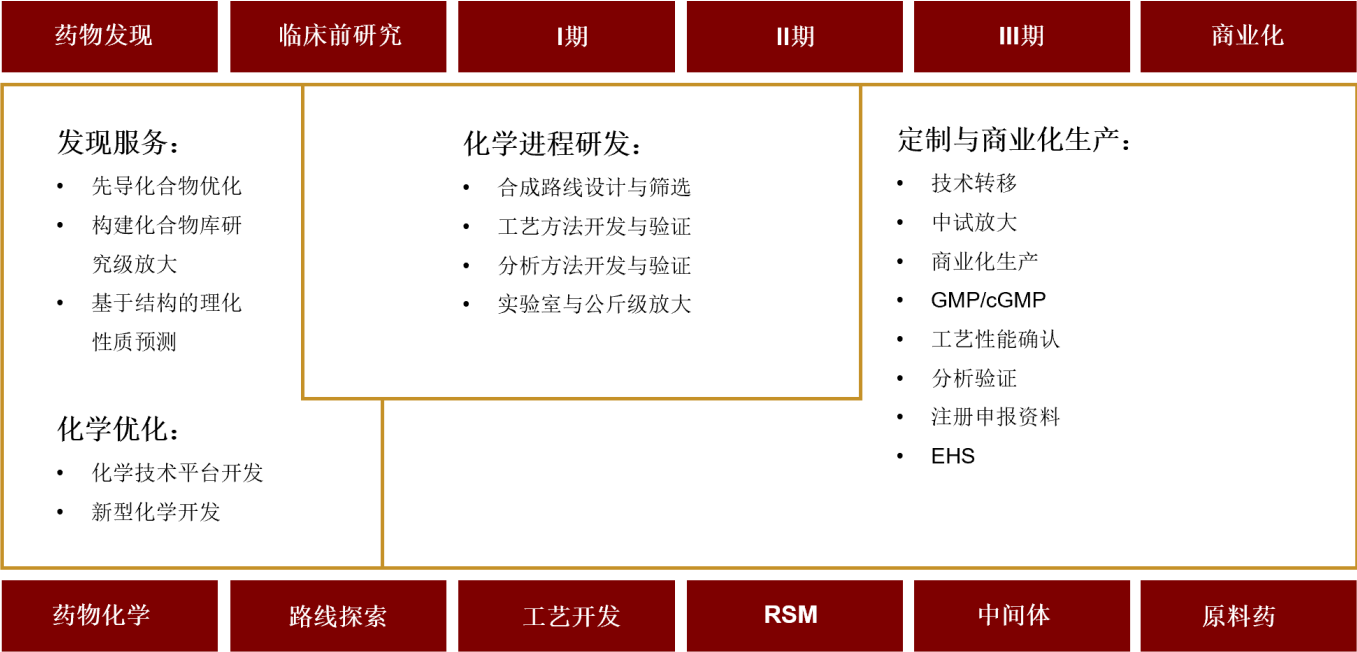 药物发现
临床前研究
I期
II期
III期
商业化
发现服务：
• 先导化合物优化
• 构建化合物库研
究级放大
• 基于结构的理化
性质预测
化学优化：
• 化学技术平台开发
• 新型化学开发
化学进程研发：
• 合成路线设计与筛选
• 工艺方法开发与验证
• 分析方法开发与验证
• 实验室与公斤级放大
定制与商业化生产：
• 技术转移
• 中试放大
• 商业化生产
• GMP/cGMP
• 工艺性能确认
• 分析验证
• 注册申报资料
• EHS
药物化学
路线探索
工艺开发
RSM
中间体
原料药